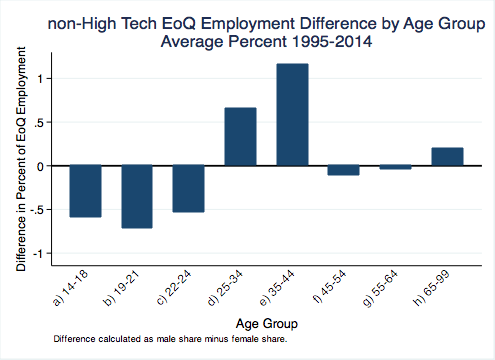 non-High Tech EoQ Employment Difference by Age Group
Average Percent 1995-2014
Difference in Percent of EoQ Employment
1
.5
0
-.5
-1
a) 14-18
b) 19-21
c) 22-24
d) 25-34
e) 35-44
f) 45-54
g) 55-64
h) 65-99
Age Group
Difference calculated as male share minus female share.